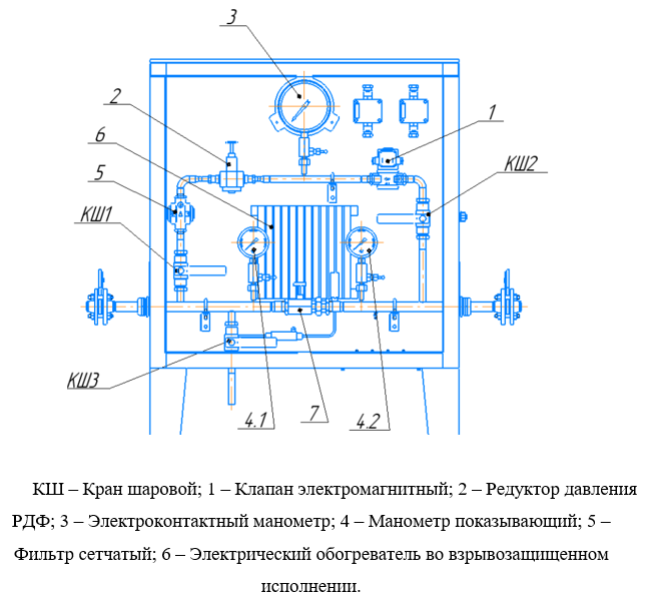 3
2
1
6
КШ2
5
КШ1
КШ3
4.1
7
4.2
КШ – Кран шаровой; 1 – Клапан электромагнитный; 2 – Редуктор давления
РДФ; 3 – Электроконтактный манометр; 4 – Манометр показывающий; 5 –
Фильтр сетчатый; 6 – Электрический обогреватель во взрывозащищенном
исполнении.